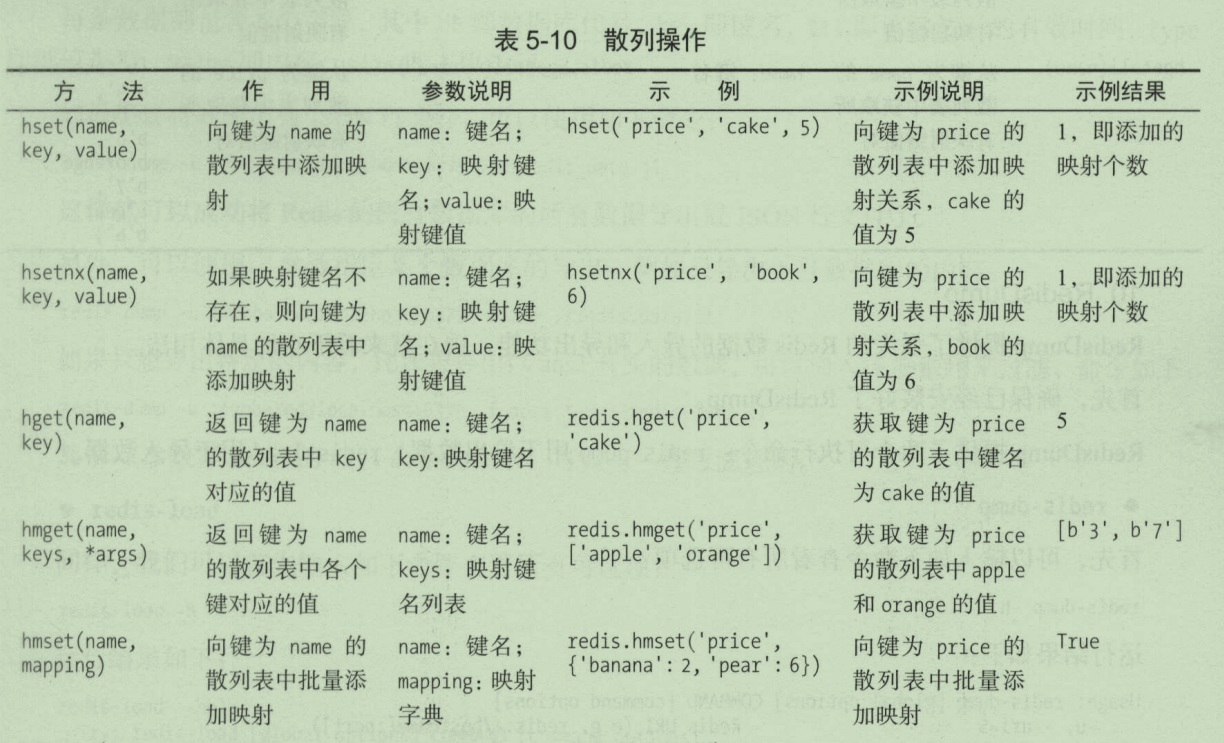 表 5-10 散列操作
方 法 作 用 参数说明 示 例 示例说明 示例结果
hset(name, key, value) 向键为 name 的散列表中添加映射 name：键名；key：映射键名；value：映射键值 hset('price', 'cake', 5) 向键为 price 的散列表中添加映射关系，cake 的值为 5 1，即添加的映射个数
hsetnx(name, key, value) 如果映射键名不存在，则向键为 name 的散列表中添加映射 name：键名；key：映射键名；value：映射键值 hsetnx('price', 'book', 6) 向键为 price 的散列表中添加映射关系，book 的值为 6 1，即添加的映射个数
hget(name, key) 返回键为 name 的散列表中 key 对应的值 name：键名；key：映射键名 redis.hget('price', 'cake') 获取键为 price 的散列表中键名为 cake 的值 5
hmget(name, keys, *args) 返回键为 name 的散列表中各个键对应的值 name：键名；keys：映射键名列表 redis.hmget('price', ['apple', 'orange']) 获取键为 price 的散列表中 apple 和 orange 的值 [b'3', b'7']
hmset(name, mapping) 向键为 name 的散列表中批量添加映射 name：键名；mapping：映射字典 redis.hmset('price', {'banana': 2, 'pear': 6}) 向键为 price 的散列表中批量添加映射 True